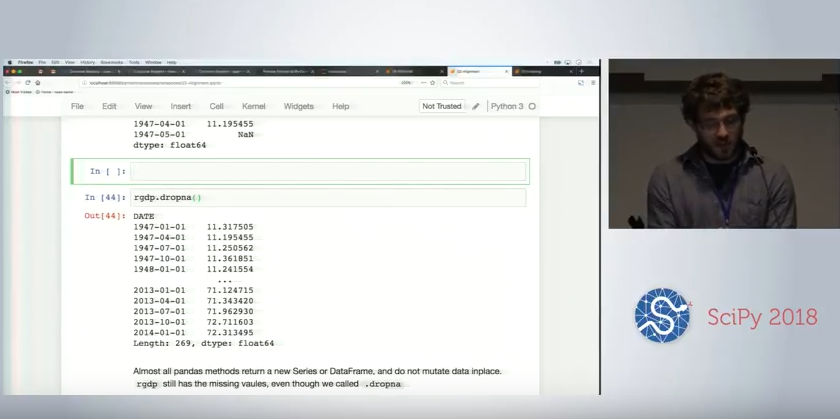 Firefox File Edit View History Bookmarks Tools Window Help
Search
File Edit View Insert Cell Kernel Widgets Help
Not Trusted
Python 3
1947-04-01 11.195455
1947-05-01 NaN
dtype: float64
In [ ]:
In [44]: rgdp.dropna()
Out[44]: DATE
1947-01-01 11.317505
1947-04-01 11.195455
1947-07-01 11.250562
1947-10-01 11.361851
1948-01-01 11.241554
...
2013-01-01 71.124715
2013-04-01 71.343420
2013-07-01 71.962930
2013-10-01 72.711603
2014-01-01 72.313495
Length: 269, dtype: float64
Almost all pandas methods return a new Series or DataFrame, and do not mutate data inplace.
rgdp still has the missing vaules, even though we called .dropna
SciPy 2018